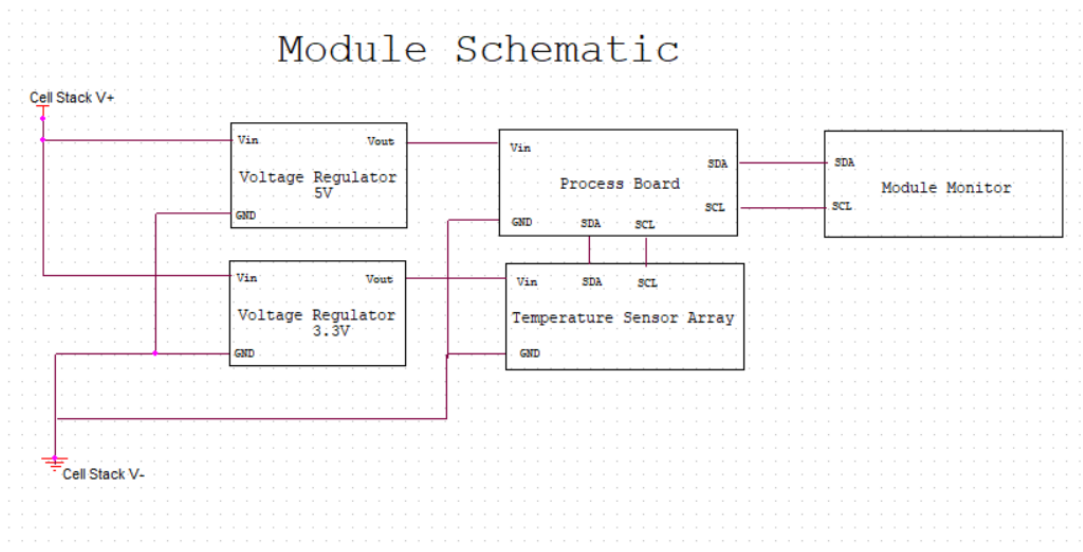 Module Schematic
Cell Stack V+
Vin
Vout
Voltage Regulator
5V
GND
Vin
Process Board
SDA
SCL
GND
SDA
SCL
SDA
Module Monitor
SCL
Vin
Vout
Voltage Regulator
3.3V
GND
Vin
SDA
SCL
Temperature Sensor Array
GND
Cell Stack V-